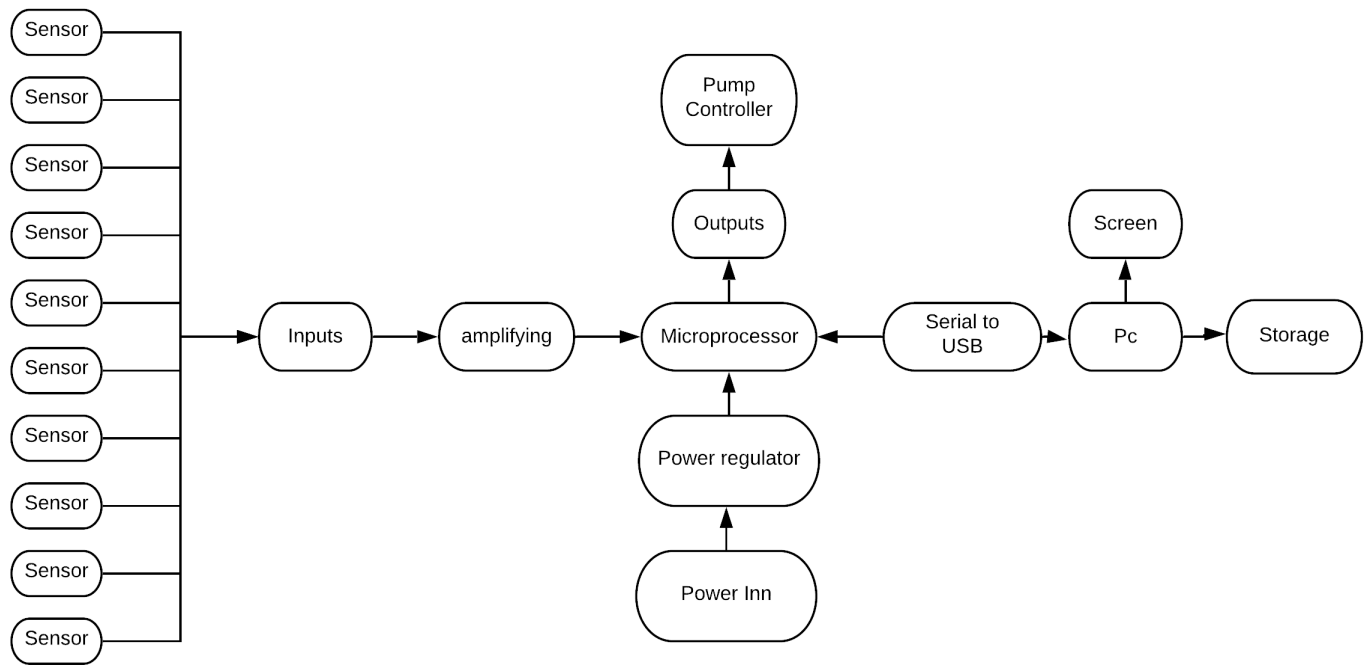 Sensor
Sensor
Sensor
Sensor
Sensor
Sensor
Sensor
Sensor
Sensor
Sensor
Inputs
amplifying
Pump
Controller
Outputs
Microprocessor
Power regulator
Power Inn
Serial to
USB
Screen
Pc
Storage